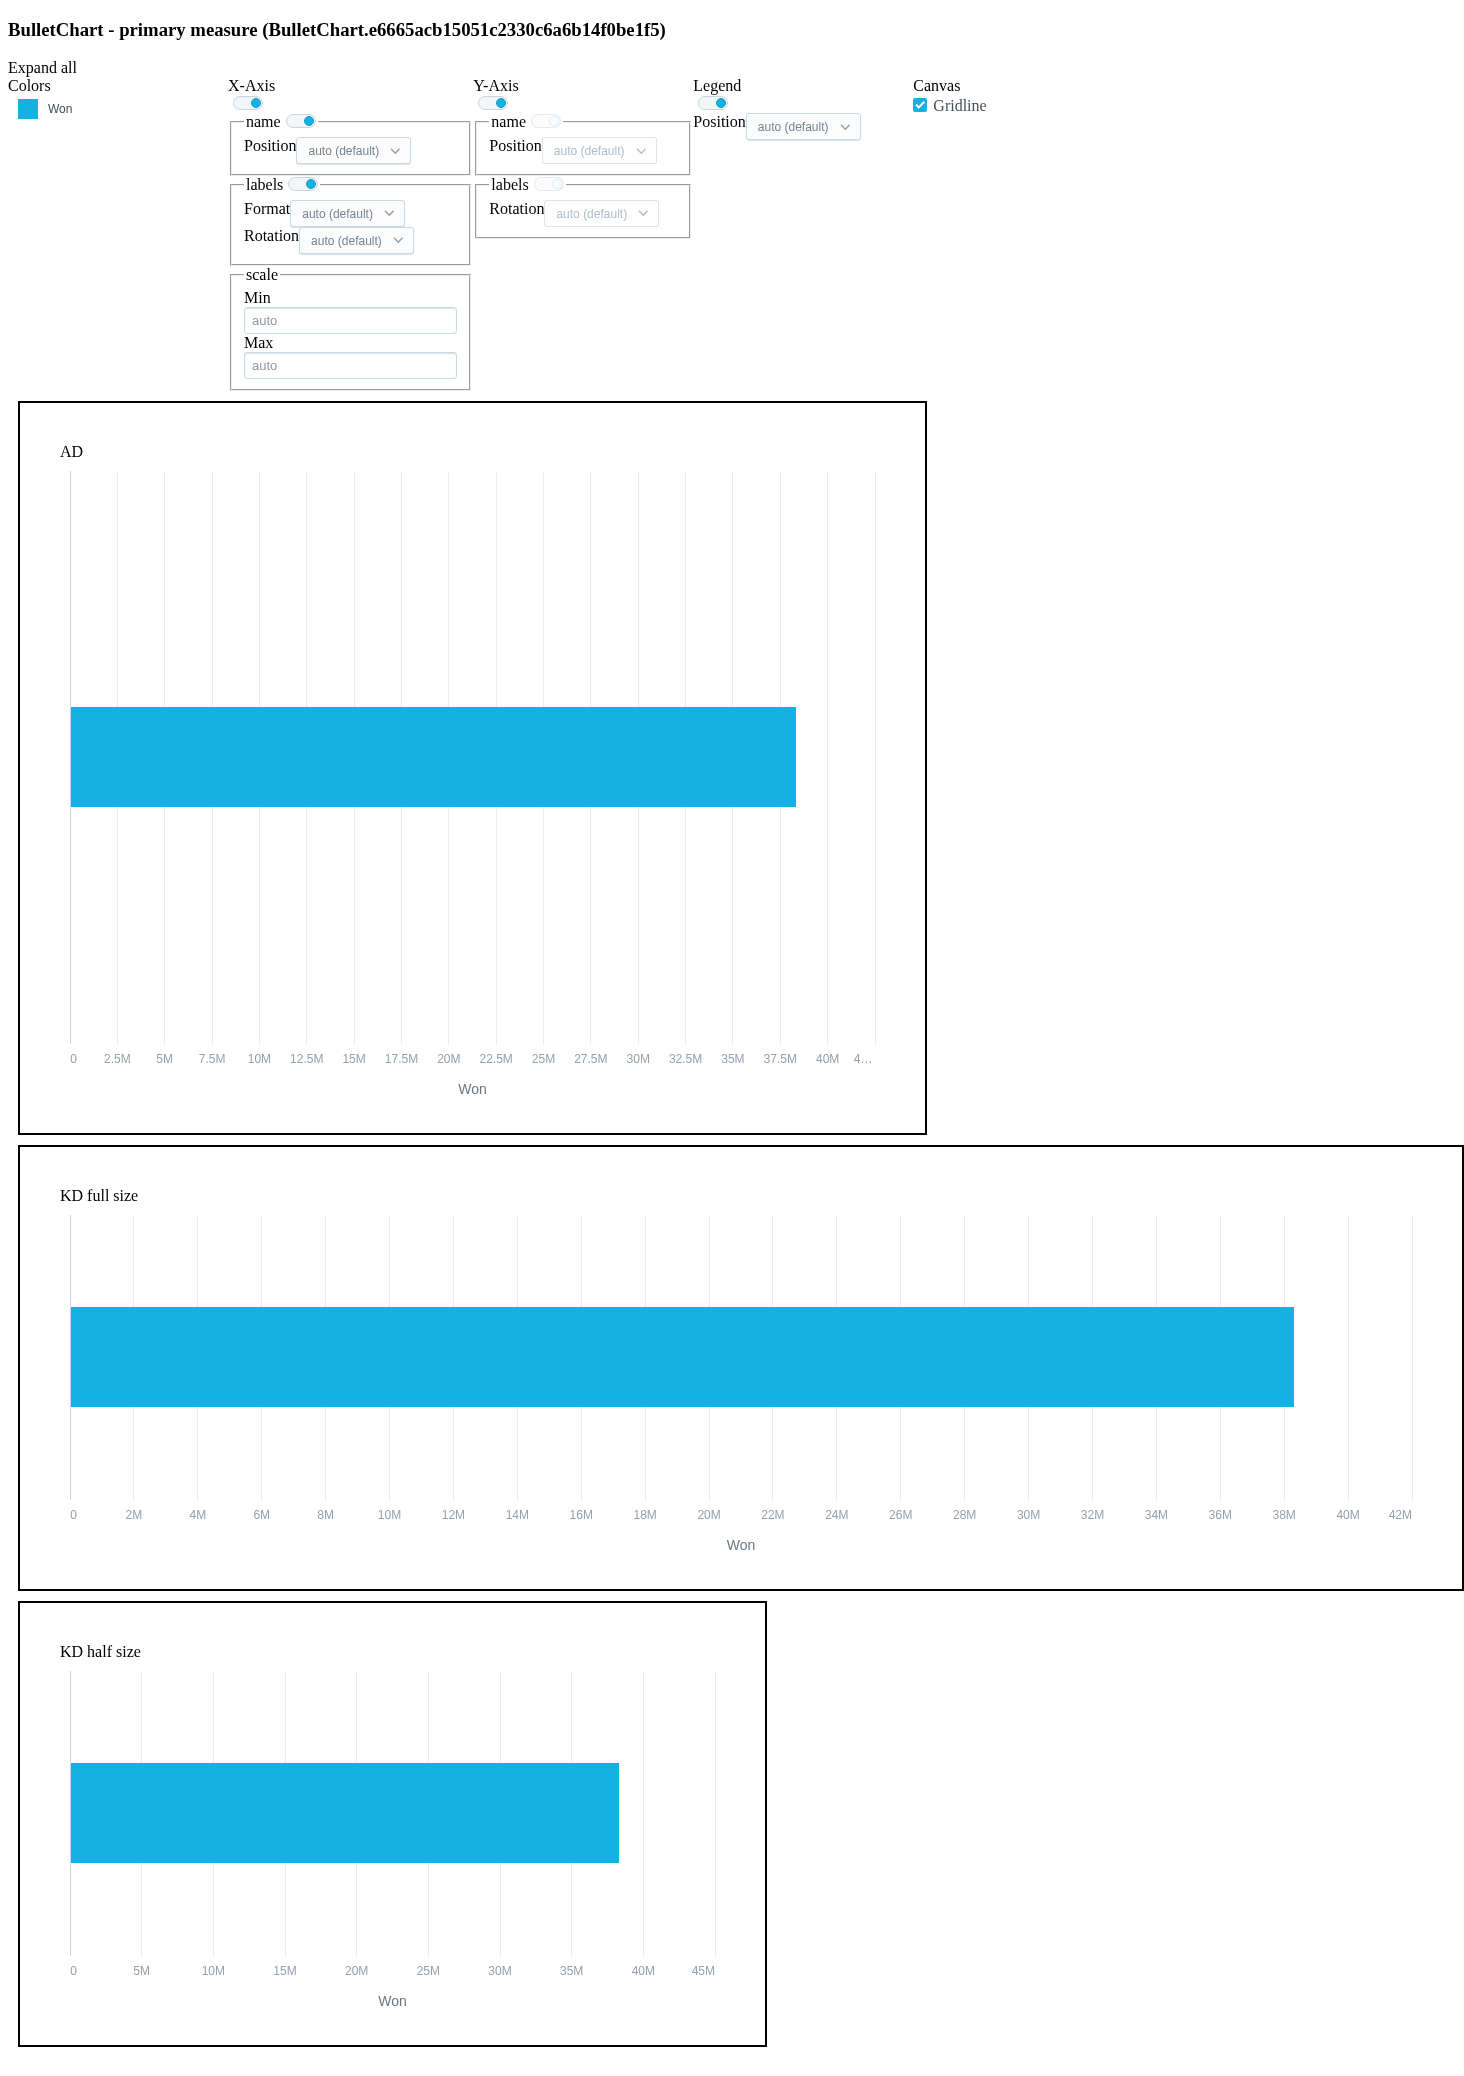 BulletChart - primary measure (BulletChart.e6665acb15051c2330c6a6b14f0be1f5)
Expand all
Colors
Won
X-Axis
name
Position auto (default)
labels
Format auto (default)
Rotation auto (default)
scale
Min
auto
Max
auto
Y-Axis
name
Position auto (default)
labels
Rotation auto (default)
Legend
Position auto (default)
Canvas
Gridline
AD
0 2.5M 5M 7.5M 10M 12.5M 15M 17.5M 20M 22.5M 25M 27.5M 30M 32.5M 35M 37.5M 40M 4…
Won
KD full size
0 2M 4M 6M 8M 10M 12M 14M 16M 18M 20M 22M 24M 26M 28M 30M 32M 34M 36M 38M 40M 42M
Won
KD half size
0 5M 10M 15M 20M 25M 30M 35M 40M 45M
Won